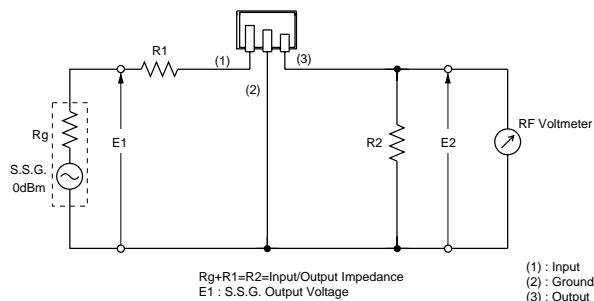 R1
(1)
(3)
(2)
Rg
E1
S.S.G.
0dBm
R2
E2
RF Voltmeter
Rg+R1=R2=Input/Output Impedance
E1 : S.S.G. Output Voltage
(1) : Input
(2) : Ground
(3) : Output